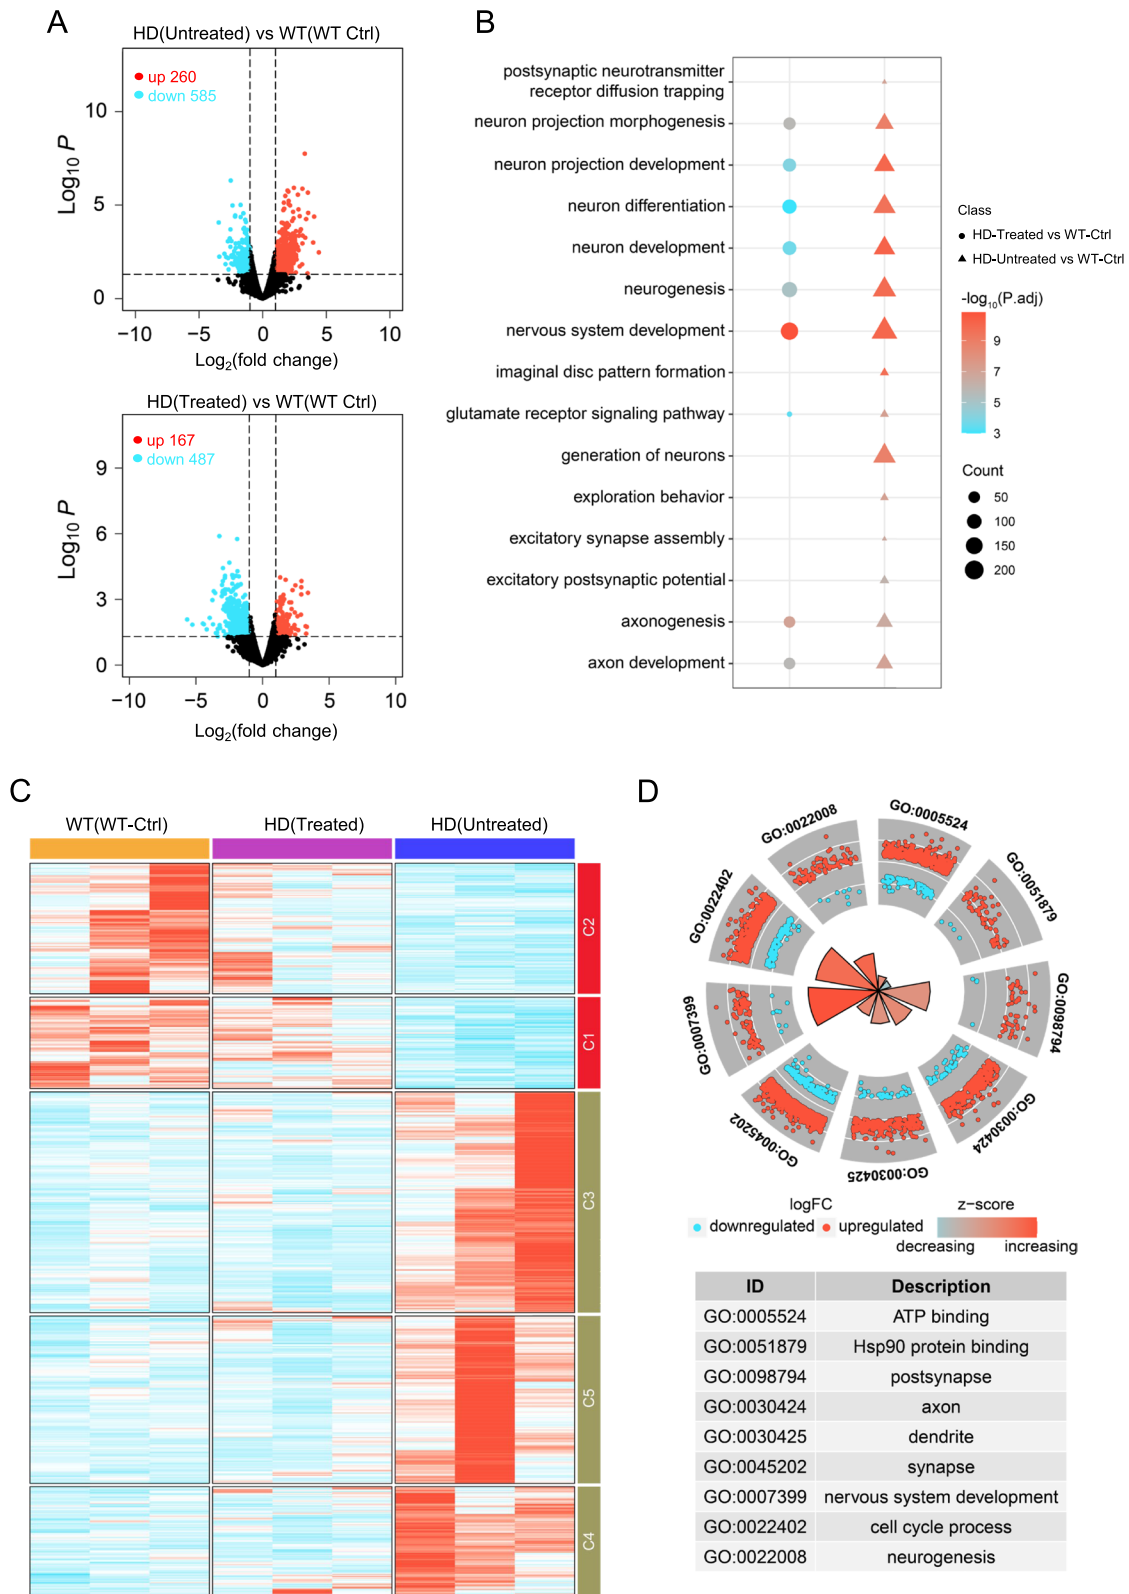 A
HD(Untreated) vs WT(WT Ctrl)
up 260
down 585
10
5
0
Log10 P
−10
−5
0
5
10
Log2(fold change)
HD(Treated) vs WT(WT Ctrl)
up 167
down 487
9
6
3
0
Log10 P
−10
−5
0
5
10
Log2(fold change)
B
postsynaptic neurotransmitter
receptor diffusion trapping
neuron projection morphogenesis
neuron projection development
neuron differentiation
neuron development
neurogenesis
nervous system development
imaginal disc pattern formation
glutamate receptor signaling pathway
generation of neurons
exploration behavior
excitatory synapse assembly
excitatory postsynaptic potential
axonogenesis
axon development
Class
HD-Treated vs WT-Ctrl
HD-Untreated vs WT-Ctrl
-log10(P.adj)
9
7
5
3
Count
50
100
150
200
C
WT(WT-Ctrl)
HD(Treated)
HD(Untreated)
C2
C1
C3
C5
C4
D
GO:0005524
GO:0051879
GO:0098794
GO:0030424
GO:0030425
GO:0045202
GO:0007399
GO:0022402
GO:0022008
logFC
downregulated
upregulated
z−score
decreasing
increasing
ID Description
GO:0005524 ATP binding
GO:0051879 Hsp90 protein binding
GO:0098794 postsynapse
GO:0030424 axon
GO:0030425 dendrite
GO:0045202 synapse
GO:0007399 nervous system development
GO:0022402 cell cycle process
GO:0022008 neurogenesis